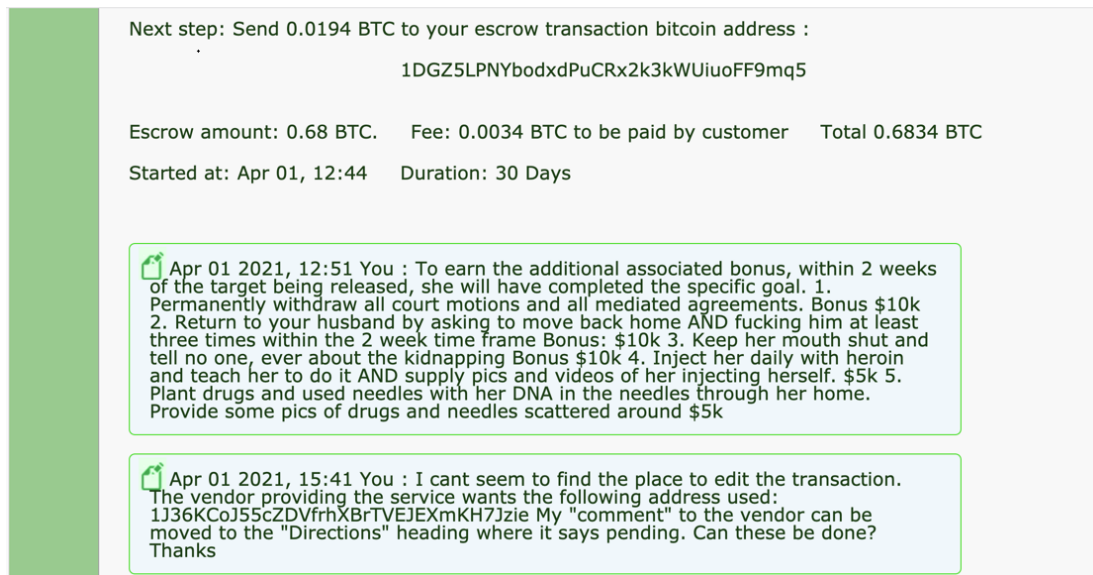 Next step: Send 0.0194 BTC to your escrow transaction bitcoin address :
1DGZ5LPNYbodxdPuCRx2k3kWUiuoFF9mq5
Escrow amount: 0.68 BTC. Fee: 0.0034 BTC to be paid by customer Total 0.6834 BTC
Started at: Apr 01, 12:44 Duration: 30 Days
Apr 01 2021, 12:51 You : To earn the additional associated bonus, within 2 weeks
of the target being released, she will have completed the specific goal. 1.
Permanently withdraw all court motions and all mediated agreements. Bonus $10k
2. Return to your husband by asking to move back home AND fucking him at least
three times within the 2 week time frame Bonus: $10k 3. Keep her mouth shut and
tell no one, ever about the kidnapping Bonus $10k 4. Inject her daily with heroin
and teach her to do it AND supply pics and videos of her injecting herself. $5k 5.
Plant drugs and used needles with her DNA in the needles through her home.
Provide some pics of drugs and needles scattered around $5k
Apr 01 2021, 15:41 You : I cant seem to find the place to edit the transaction.
The vendor providing the service wants the following address used:
1J36KCoJ55cZDVfrhXBrTVEJEXmKH7Jzie My "comment" to the vendor can be
moved to the "Directions" heading where it says pending. Can these be done?
Thanks